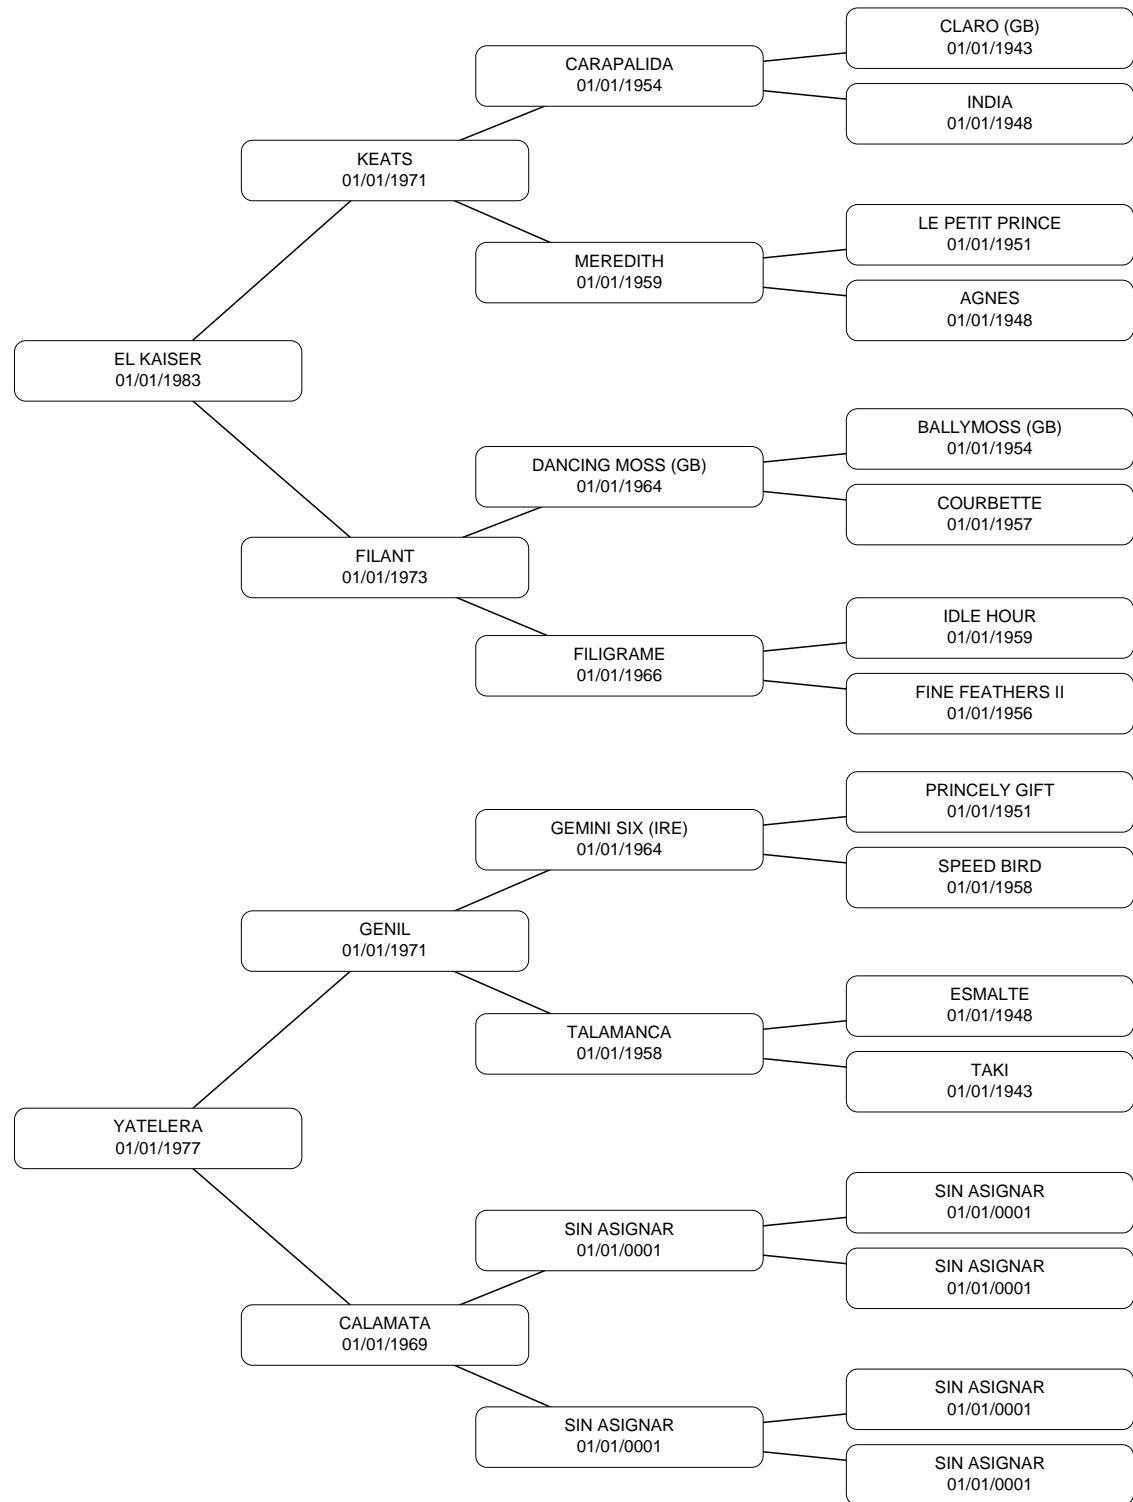 CLARO (GB)
01/01/1943
CARAPALIDA
01/01/1954
INDIA
01/01/1948
KEATS
01/01/1971
LE PETIT PRINCE
01/01/1951
MEREDITH
01/01/1959
AGNES
01/01/1948
EL KAISER
01/01/1983
BALLYMOSS (GB)
01/01/1954
DANCING MOSS (GB)
01/01/1964
COURBETTE
01/01/1957
FILANT
01/01/1973
IDLE HOUR
01/01/1959
FILIGRAME
01/01/1966
FINE FEATHERS II
01/01/1956
PRINCELY GIFT
01/01/1951
GEMINI SIX (IRE)
01/01/1964
SPEED BIRD
01/01/1958
GENIL
01/01/1971
ESMALTE
01/01/1948
TALAMANCA
01/01/1958
TAKI
01/01/1943
YATELERA
01/01/1977
SIN ASIGNAR
01/01/0001
SIN ASIGNAR
01/01/0001
SIN ASIGNAR
01/01/0001
CALAMATA
01/01/1969
SIN ASIGNAR
01/01/0001
SIN ASIGNAR
01/01/0001
SIN ASIGNAR
01/01/0001